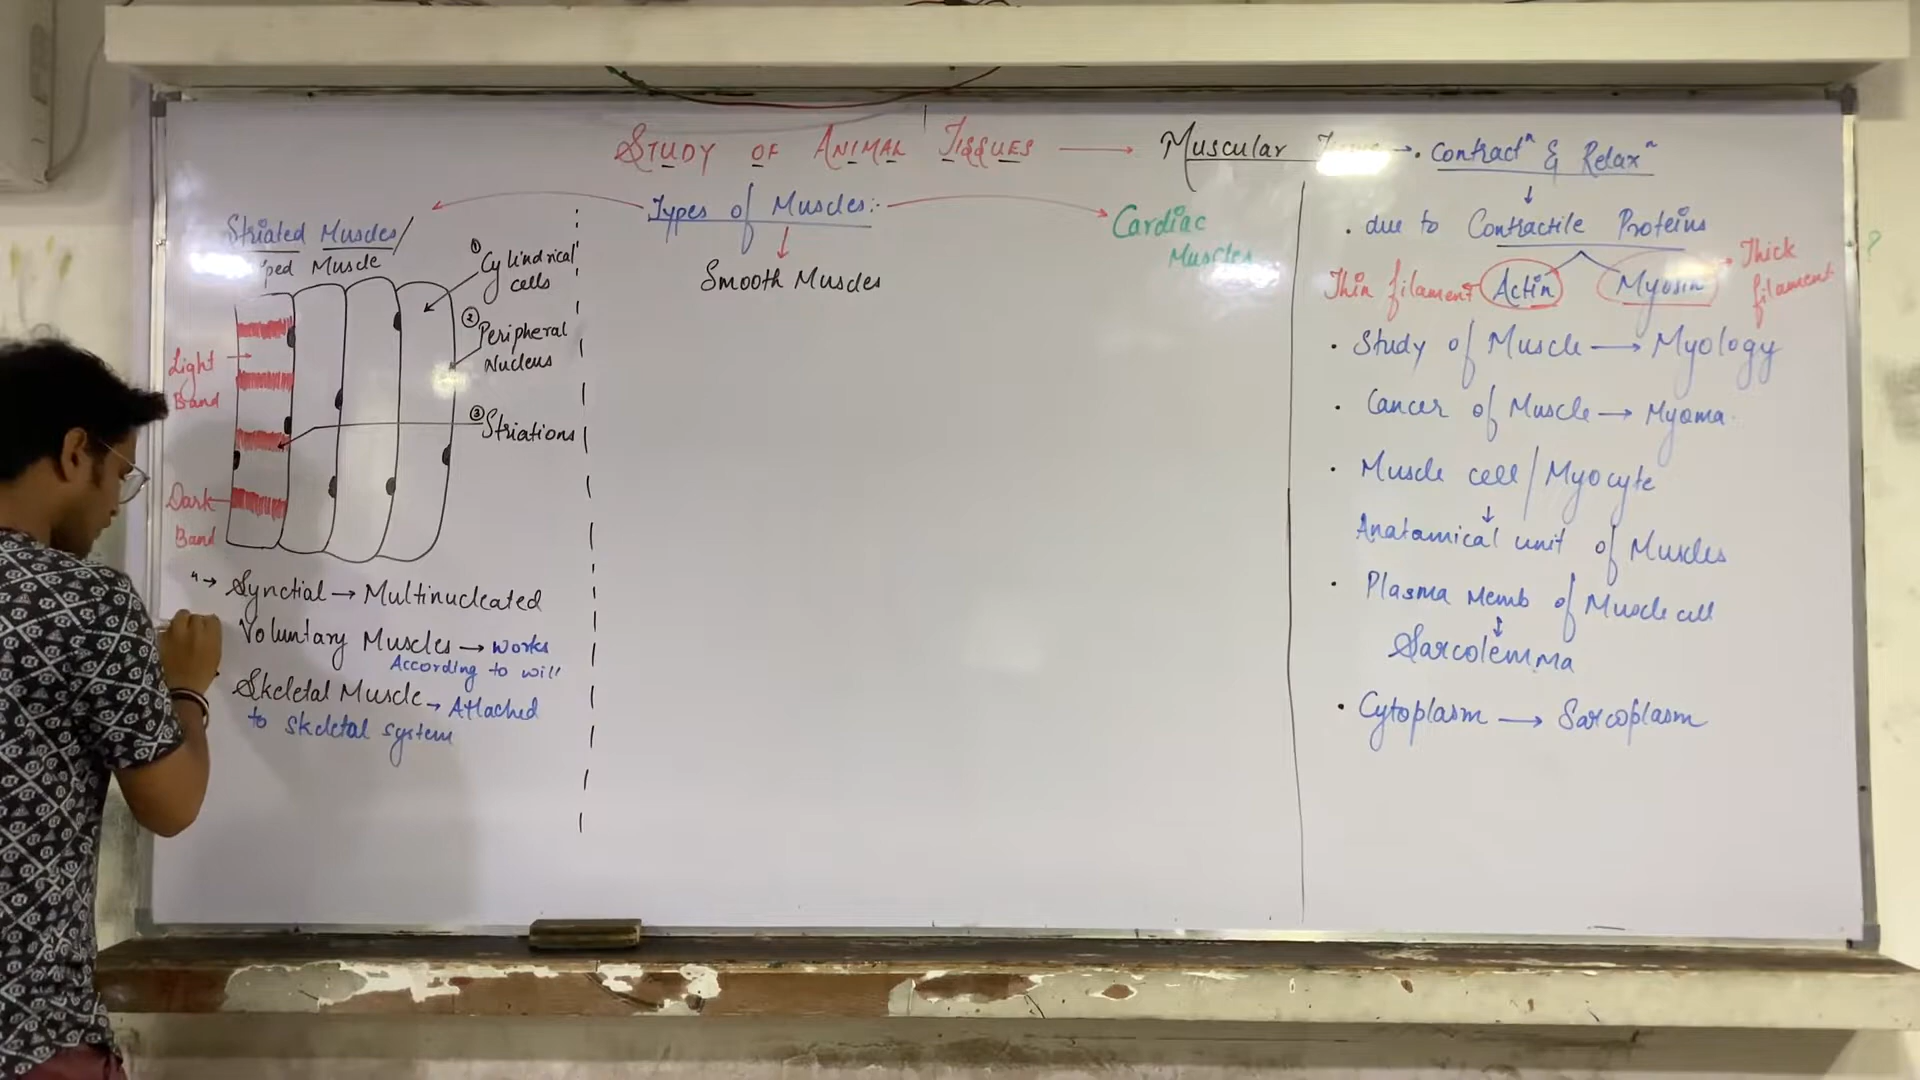 STUDY OF ANIMAL TISSUES → Muscular → • Contractⁿ & Relaxⁿ
↓
• due to Contractile Proteins
Thin filament ← Actin Myosin → Thick filament
• Study of Muscle → Myology
• Cancer of Muscle → Myoma
• Muscle cell / Myocyte
↓
Anatamical unit of Muscles
• Plasma Memb of Muscle cell
↓
Sarcolemma
• Cytoplasm → Sarcoplasm
Types of Muscles:-
Striated Muscles/
Muscle
Smooth Muscles
Cardiac
Muscles
① Cylindrical
cells
② Peripheral
Nucleus
③ Striations
Light
Band
Dark
Band
4 → Synctial → Multinucleated
Voluntary Muscles → works
According to will
Skeletal Muscle → Attached
to skeletal system
?